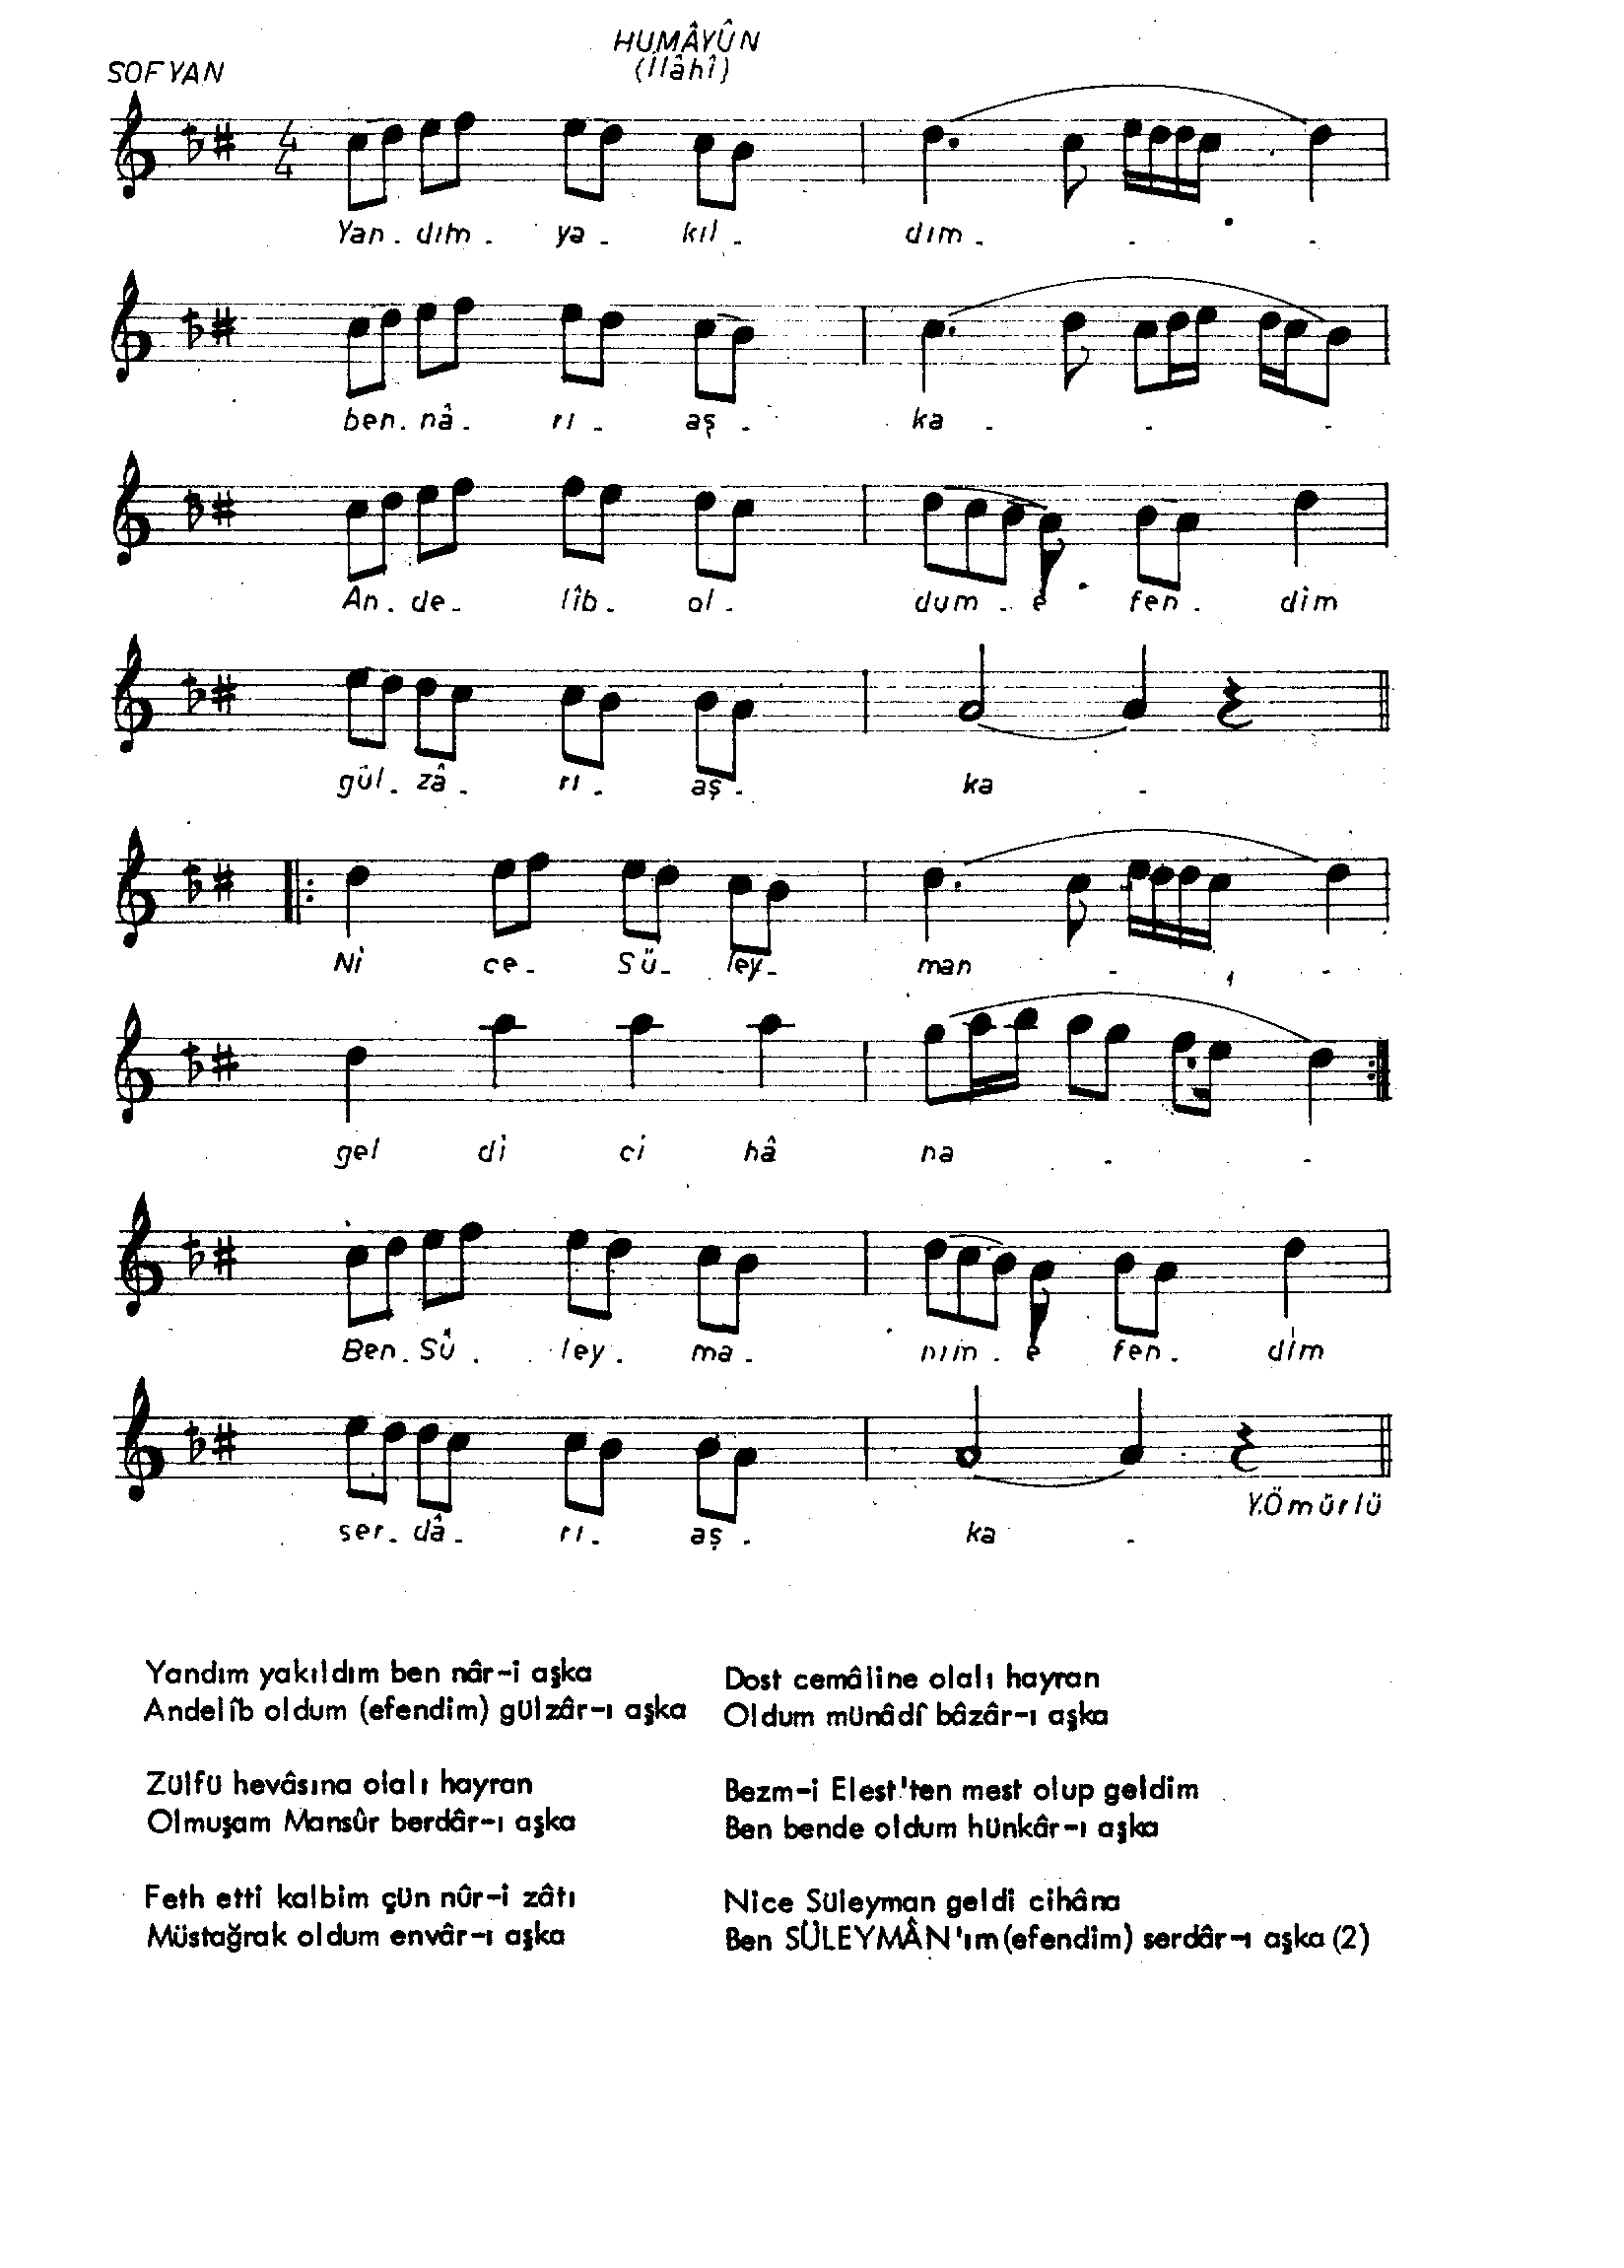 HUMÂYÛN
SOFYAN
(İlâhî)
4
4
Yan. dım. ya. kıl. dım. . .
ben. nâ. rı. aş. ka. . .
An. de. lîb. ol. dum. e fen. dim
gül. zâ. rı. aş. ka .
Ni ce. Sü. ley. man . .
gel di ci hâ na . .
Ben. Sü. ley. ma. nım. e fen. dim
ser. dâ. rı. aş. ka .
Y.Ömürlü
Yandım yakıldım ben nâr-i aşka
Andelîb oldum (efendim) gülzâr-ı aşka
Zülfü hevâsına olalı hayran
Olmuşam Mansûr berdâr-ı aşka
Feth etti kalbim çün nûr-i zâtı
Müstağrak oldum envâr-ı aşka
Dost cemâline olalı hayran
Oldum münâdî bâzâr-ı aşka
Bezm-i Elest'ten mest olup geldim
Ben bende oldum hünkâr-ı aşka
Nice Süleyman geldi cihâna
Ben SÜLEYMÂN'ım (efendim) serdâr-ı aşka (2)